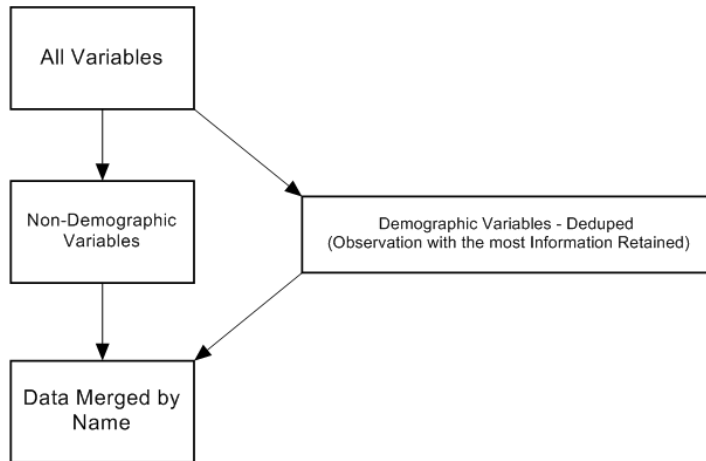 All Variables
Non-Demographic
Variables
Demographic Variables - Deduped
(Observation with the most Information Retained)
Data Merged by
Name